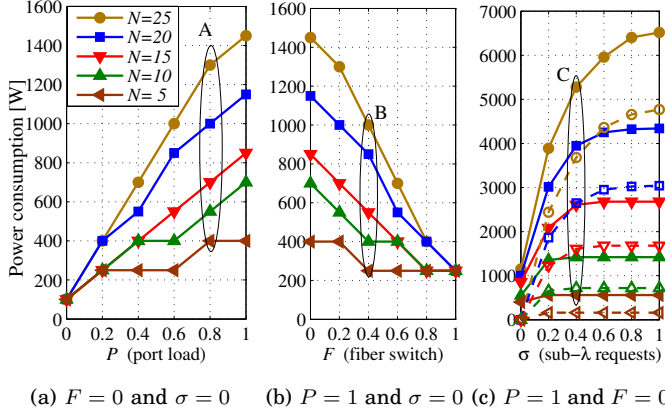 1600
1400
1200
1000
800
600
400
200
0
Power consumption [W]
N=25
N=20
N=15
N=10
N= 5
A
0 0.2 0.4 0.6 0.8 1
P (port load)
1600
1400
1200
1000
800
600
400
200
0
B
0 0.2 0.4 0.6 0.8 1
F (fiber switch)
7000
6000
5000
4000
3000
2000
1000
0
C
0 0.2 0.4 0.6 0.8 1
σ (sub-λ requests)
(a) F = 0 and σ = 0 (b) P = 1 and σ = 0 (c) P = 1 and F = 0